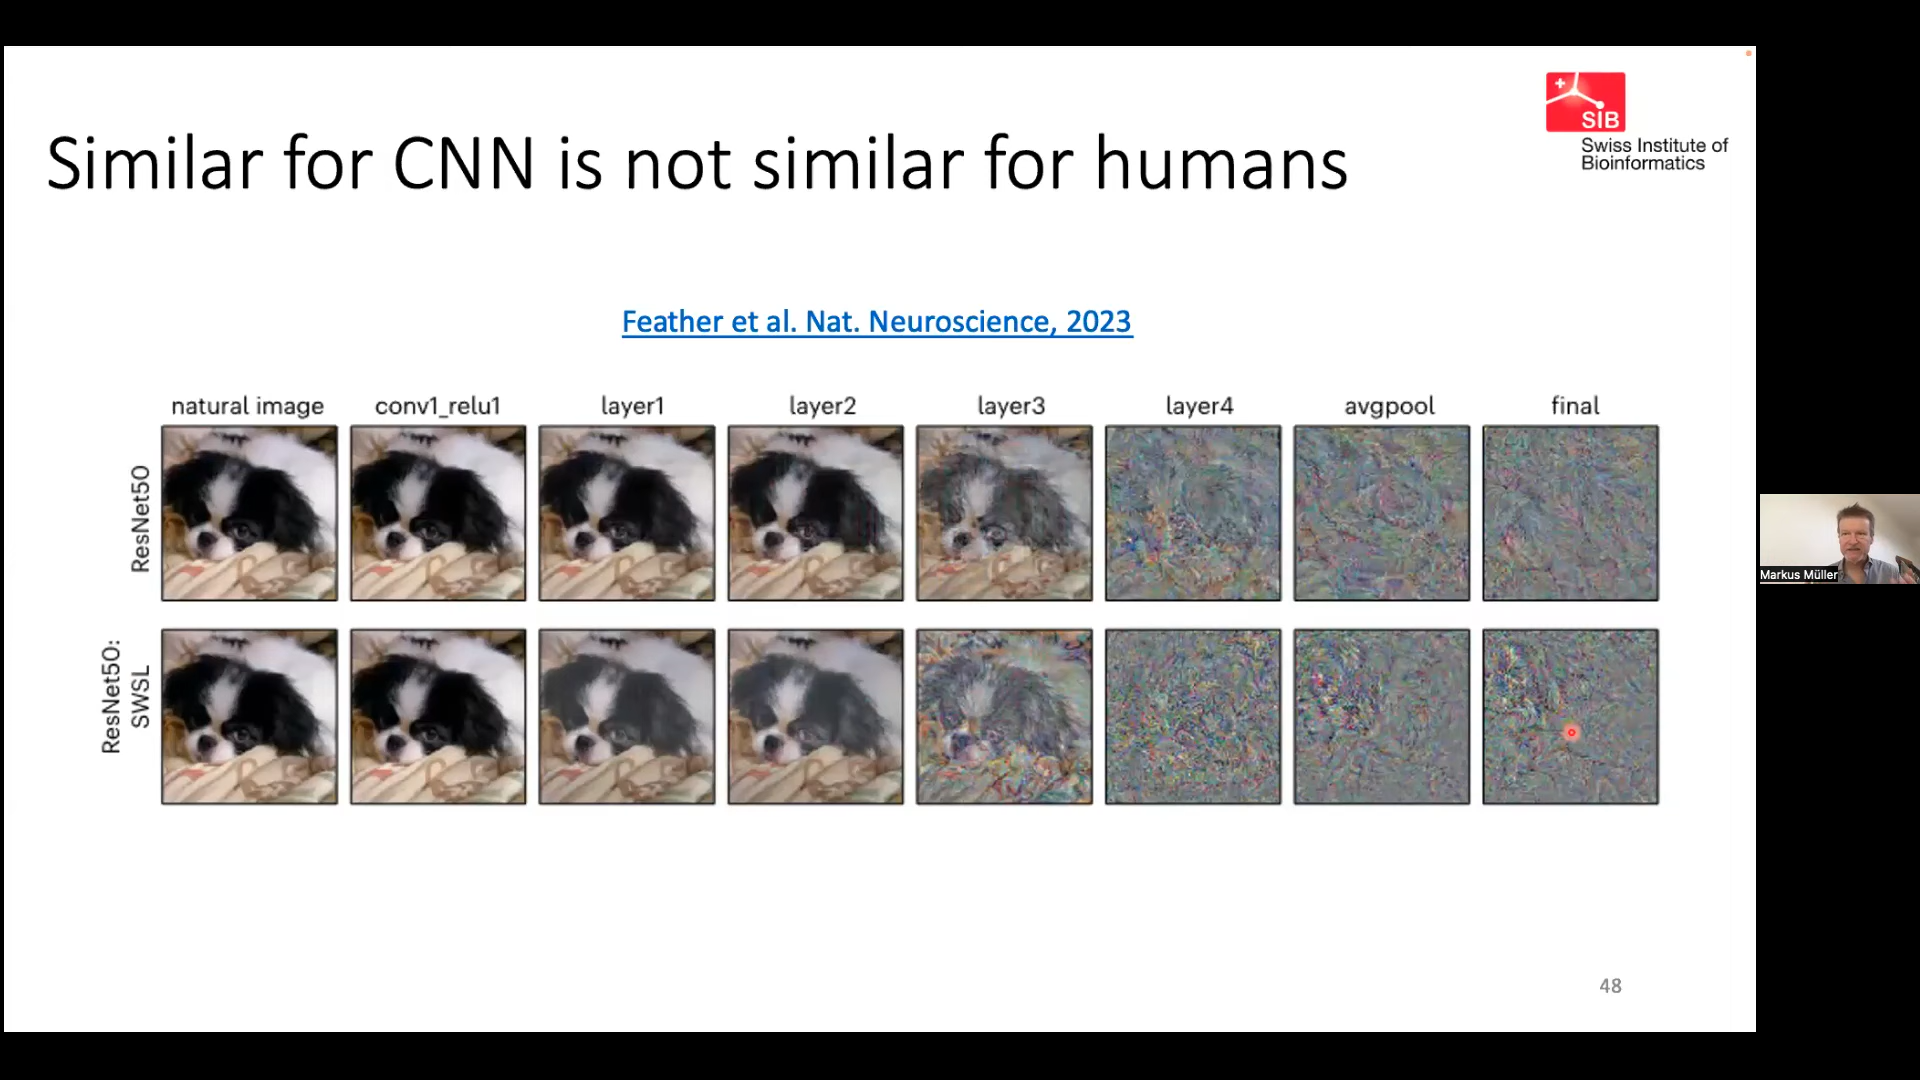 Similar for CNN is not similar for humans
SIB
Swiss Institute of
Bioinformatics
Feather et al. Nat. Neuroscience, 2023
natural image conv1_relu1 layer1 layer2 layer3 layer4 avgpool final
ResNet50
ResNet50:
SWSL
Markus Müller
48